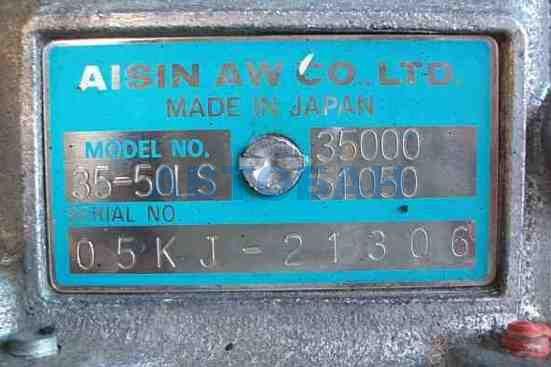 AISIN AW CO., LTD.
MADE IN JAPAN
MODEL NO. 35000
35-50LS 51050
SERIAL NO.
05KJ-21306